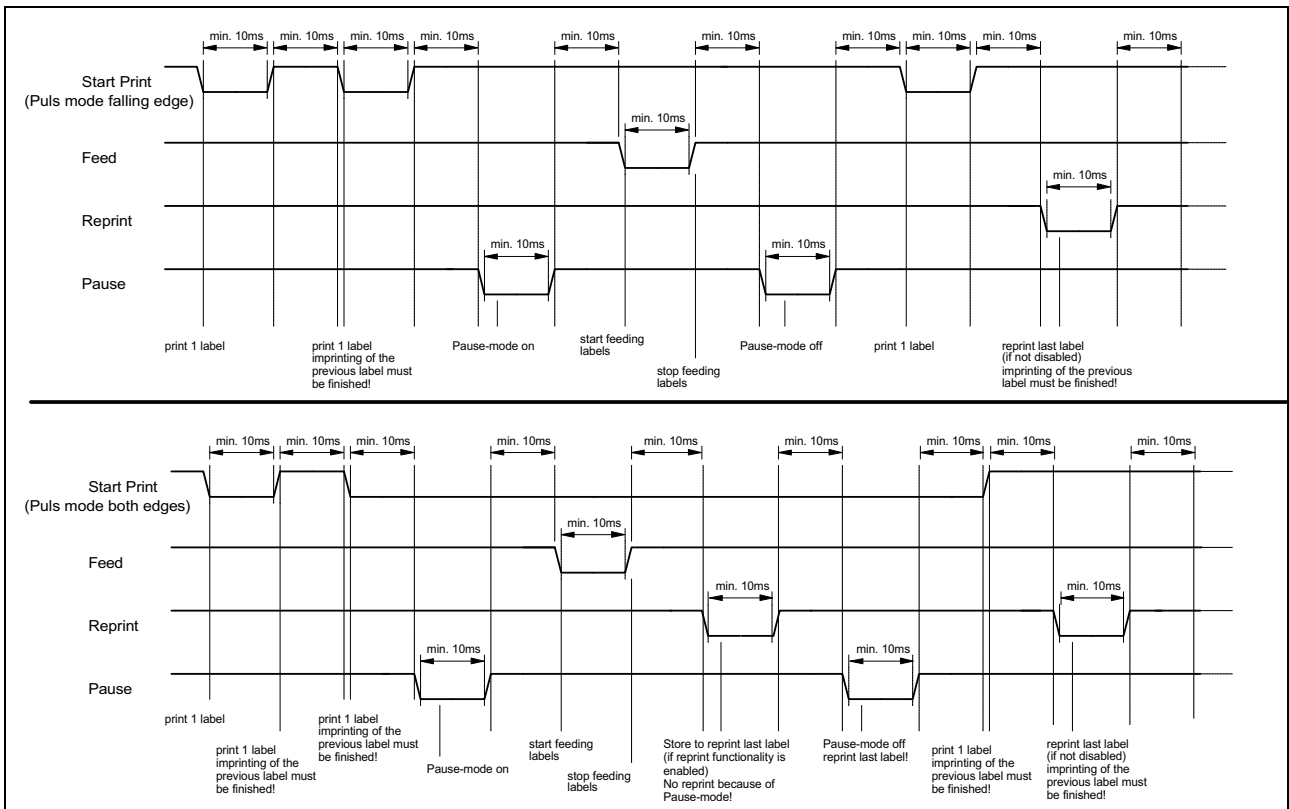 min. 10ms min. 10ms min. 10ms min. 10ms min. 10ms min. 10ms min. 10ms min. 10ms min. 10ms min. 10ms
Start Print
(Puls mode falling edge)
min. 10ms
Feed
min. 10ms
Reprint
min. 10ms min. 10ms
Pause
print 1 label
print 1 label
imprinting of the
previous label must
be finished!
Pause-mode on
start feeding
labels
stop feeding
labels
Pause-mode off
print 1 label
reprint last label
(if not disabled)
imprinting of the previous
label must be finished!
min. 10ms min. 10ms min. 10ms min. 10ms min. 10ms min. 10ms min. 10ms min. 10ms min. 10ms
Start Print
(Puls mode both edges)
min. 10ms
Feed
min. 10ms min. 10ms
Reprint
min. 10ms min. 10ms
Pause
print 1 label
print 1 label
imprinting of the
previous label must
be finished!
print 1 label
imprinting of the
previous label must
be finished!
Pause-mode on
start feeding
labels
stop feeding
labels
Store to reprint last label
(if reprint functionality is
enabled)
No reprint because of
Pause-mode!
Pause-mode off
reprint last label!
print 1 label
imprinting of the
previous label must
be finished!
reprint last label
(if not disabled)
imprinting of the
previous label must
be finished!